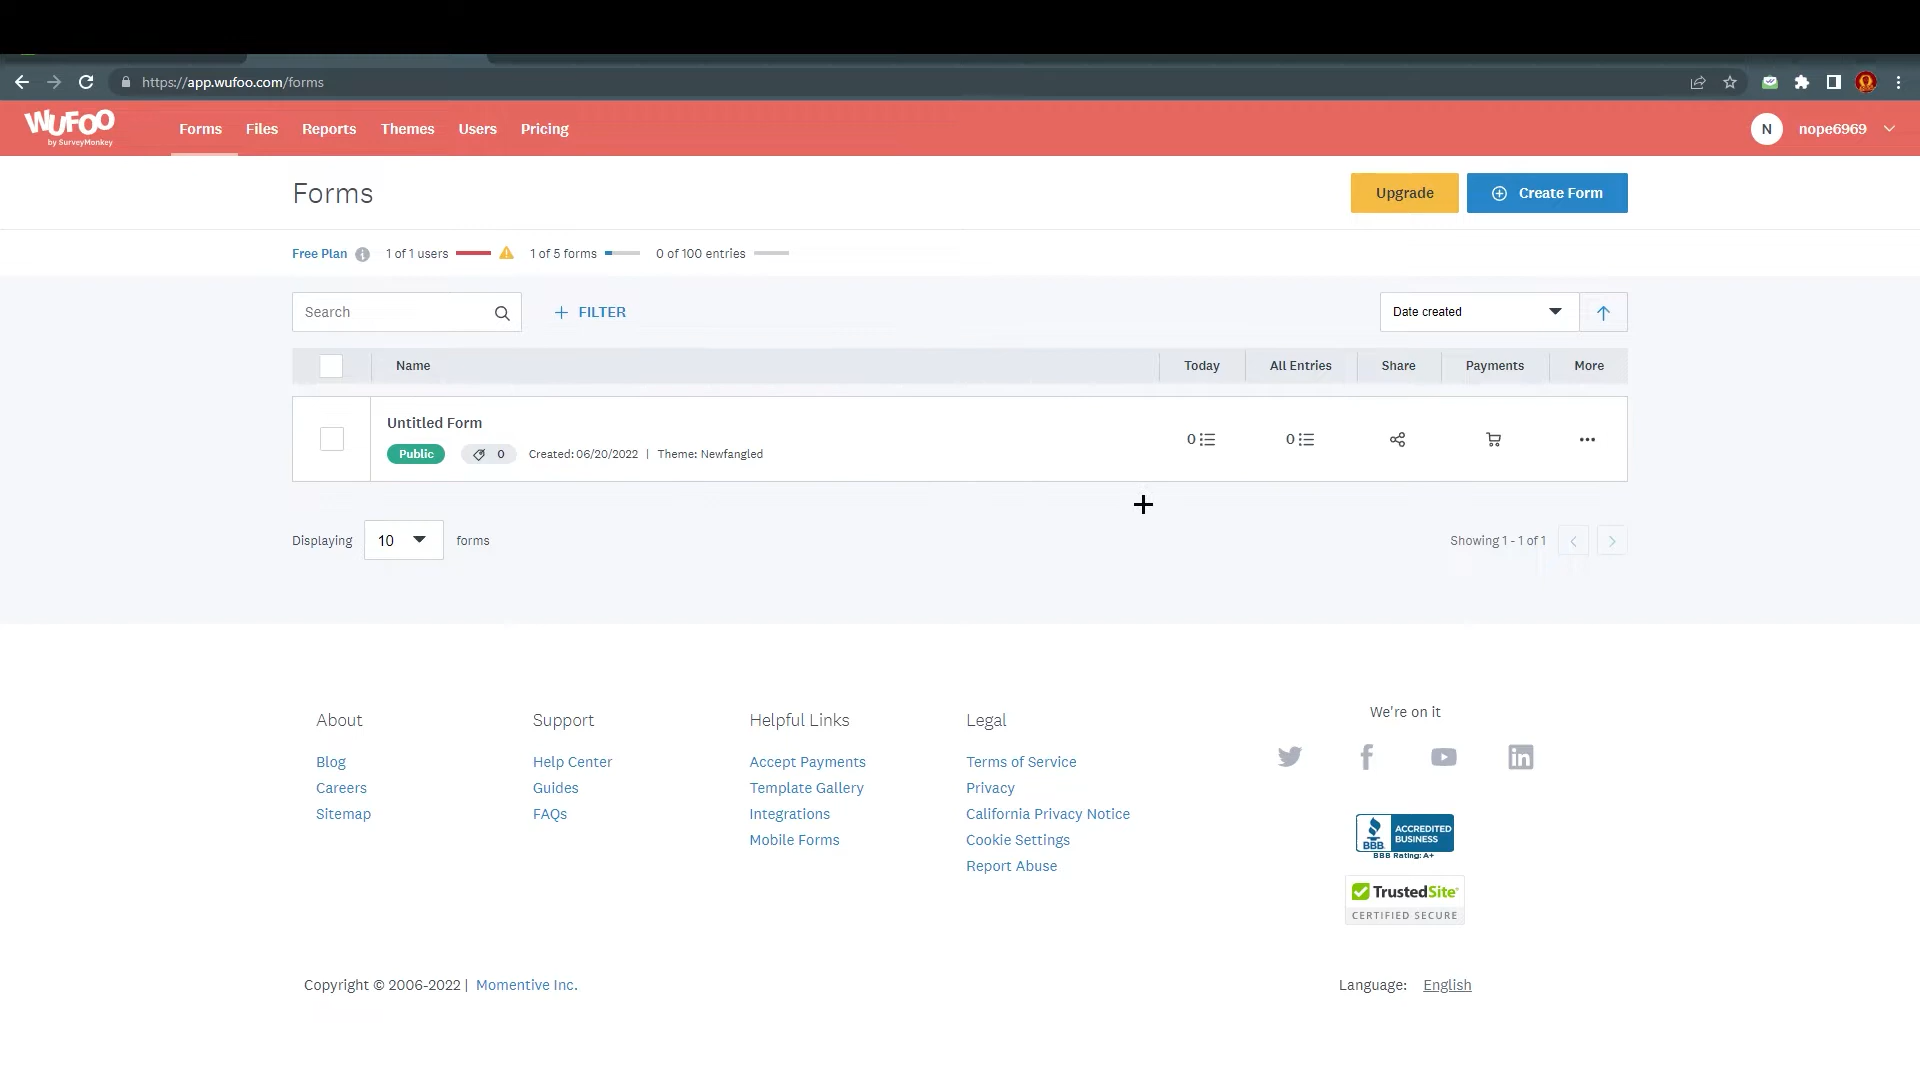 https://app.wufoo.com/forms
WUFOO
by SurveyMonkey
Forms Files Reports Themes Users Pricing
N nope6969
Forms
Upgrade
Create Form
Free Plan 1 of 1 users 1 of 5 forms 0 of 100 entries
Search
FILTER
Date created
Name Today All Entries Share Payments More
Untitled Form
0 0
Public 0 Created: 06/20/2022 | Theme: Newfangled
Displaying 10 forms
Showing 1 - 1 of 1
About
Blog
Careers
Sitemap
Support
Help Center
Guides
FAQs
Helpful Links
Accept Payments
Template Gallery
Integrations
Mobile Forms
Legal
Terms of Service
Privacy
California Privacy Notice
Cookie Settings
Report Abuse
We're on it
BBB
ACCREDITED
BUSINESS
BBB Rating: A+
TrustedSite
CERTIFIED SECURE
Copyright © 2006-2022 | Momentive Inc.
Language: English